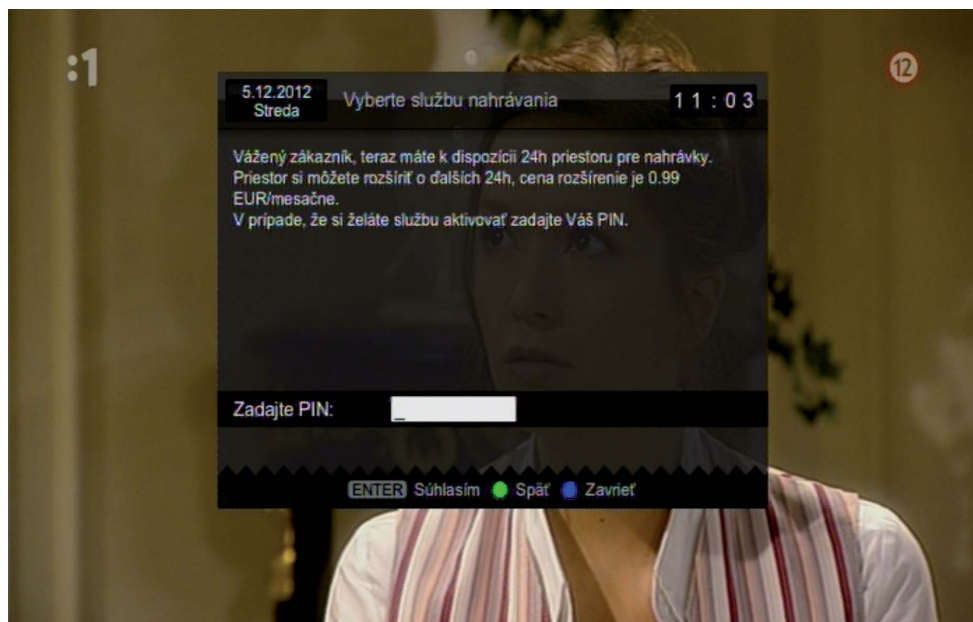 :1
12
5.12.2012
Streda
Vyberte službu nahrávania
11:03
Vážený zákazník, teraz máte k dispozícii 24h priestoru pre nahrávky.
Priestor si môžete rozšíriť o ďalších 24h, cena rozšírenie je 0.99
EUR/mesačne.
V prípade, že si želáte službu aktivovať zadajte Váš PIN.
Zadajte PIN: _
ENTER Súhlasím Späť Zavrieť